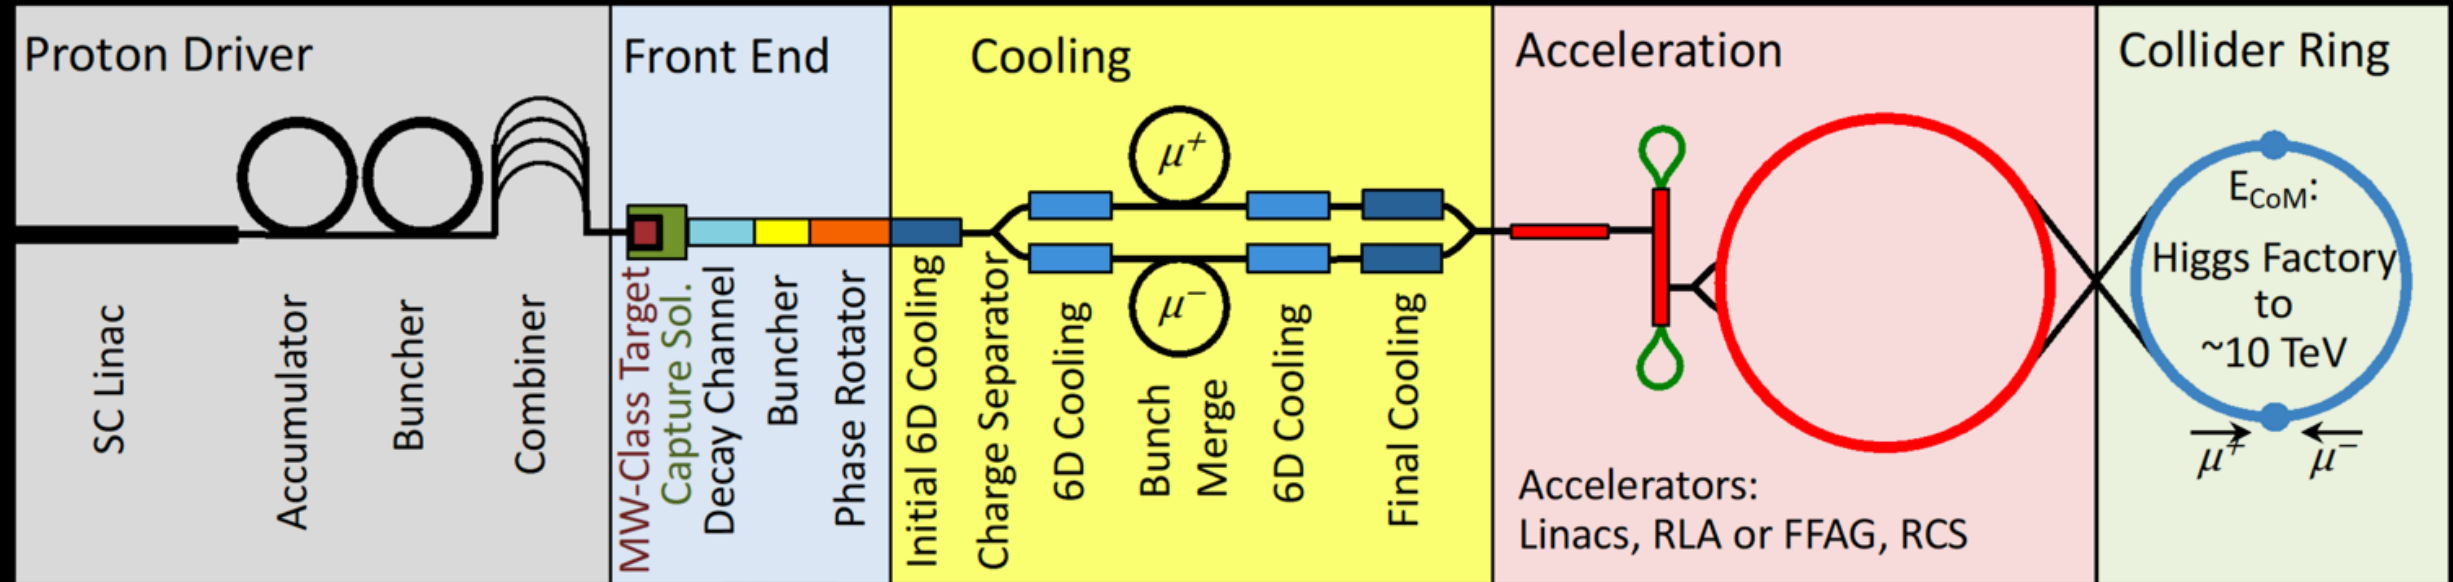 Proton Driver
SC Linac
Accumulator
Buncher
Combiner
Front End
MW-Class Target
Capture Sol.
Decay Channel
Buncher
Phase Rotator
Cooling
Initial 6D Cooling
Charge Separator
6D Cooling
μ⁺
μ⁻
Bunch
Merge
6D Cooling
Final Cooling
Acceleration
Accelerators:
Linacs, RLA or FFAG, RCS
Collider Ring
E_CoM:
Higgs Factory
to
~10 TeV
μ⁺ μ⁻